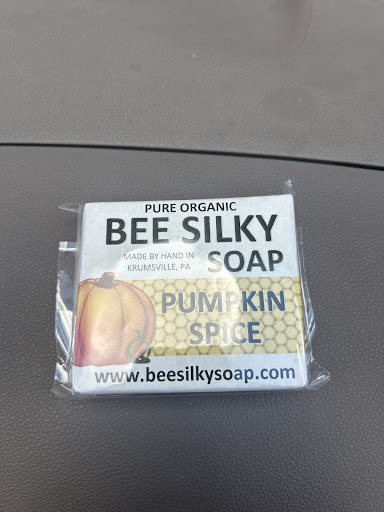 PURE ORGANIC
BEE SILKY
MADE BY HAND IN
KRUMSVILLE, PA
SOAP
PUMPKIN
SPICE
www.beesilkysoap.com